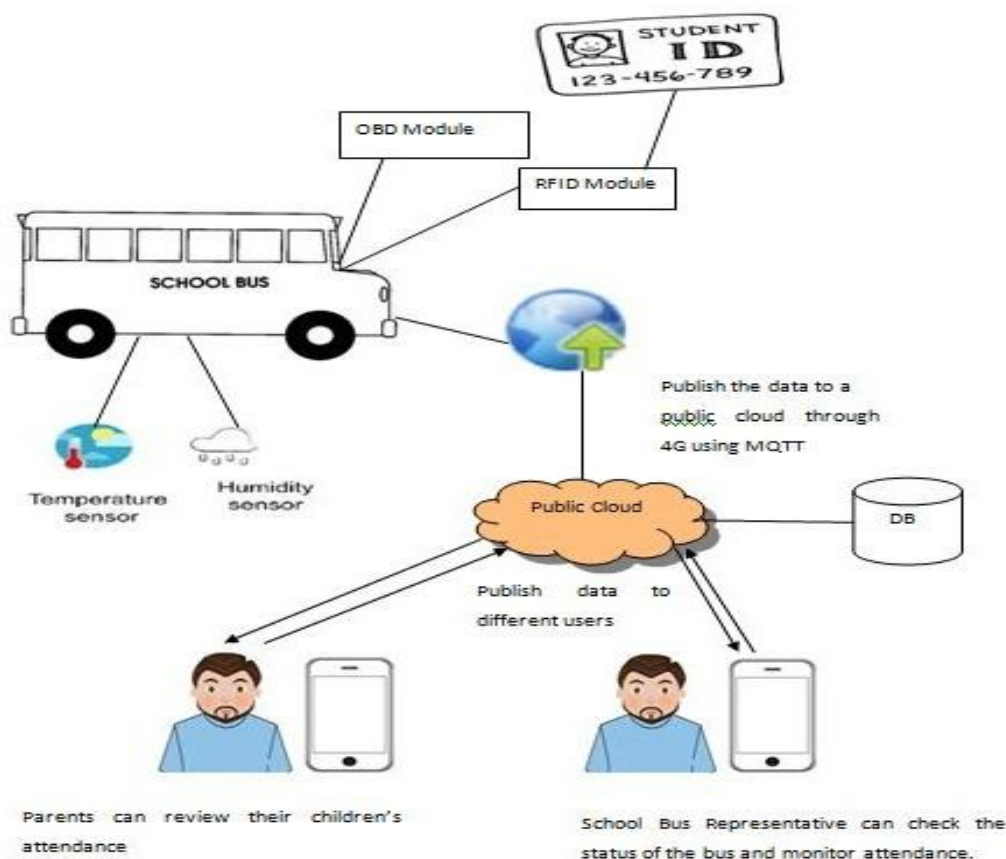 STUDENT
ID
123-456-789
OBD Module
RFID Module
SCHOOL BUS
Publish the data to a
public cloud through
4G using MQTT
Temperature
sensor
Humidity
sensor
Public Cloud
DB
Publish data to
different users
Parents can review their children's
attendance
School Bus Representative can check the
status of the bus and monitor attendance.